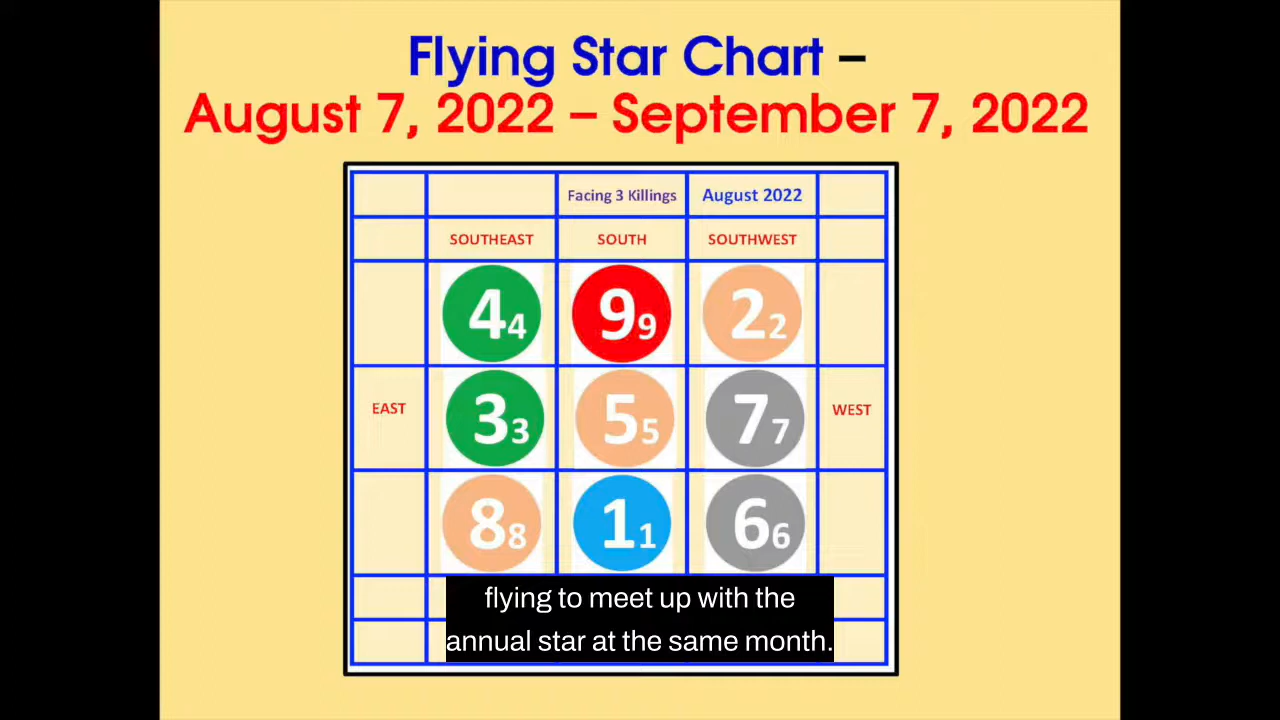 Flying Star Chart –
August 7, 2022 – September 7, 2022
Facing 3 Killings August 2022
SOUTHEAST SOUTH SOUTHWEST
44 99 22
EAST 33 55 77 WEST
88 11 66
flying to meet up with the
annual star at the same month.